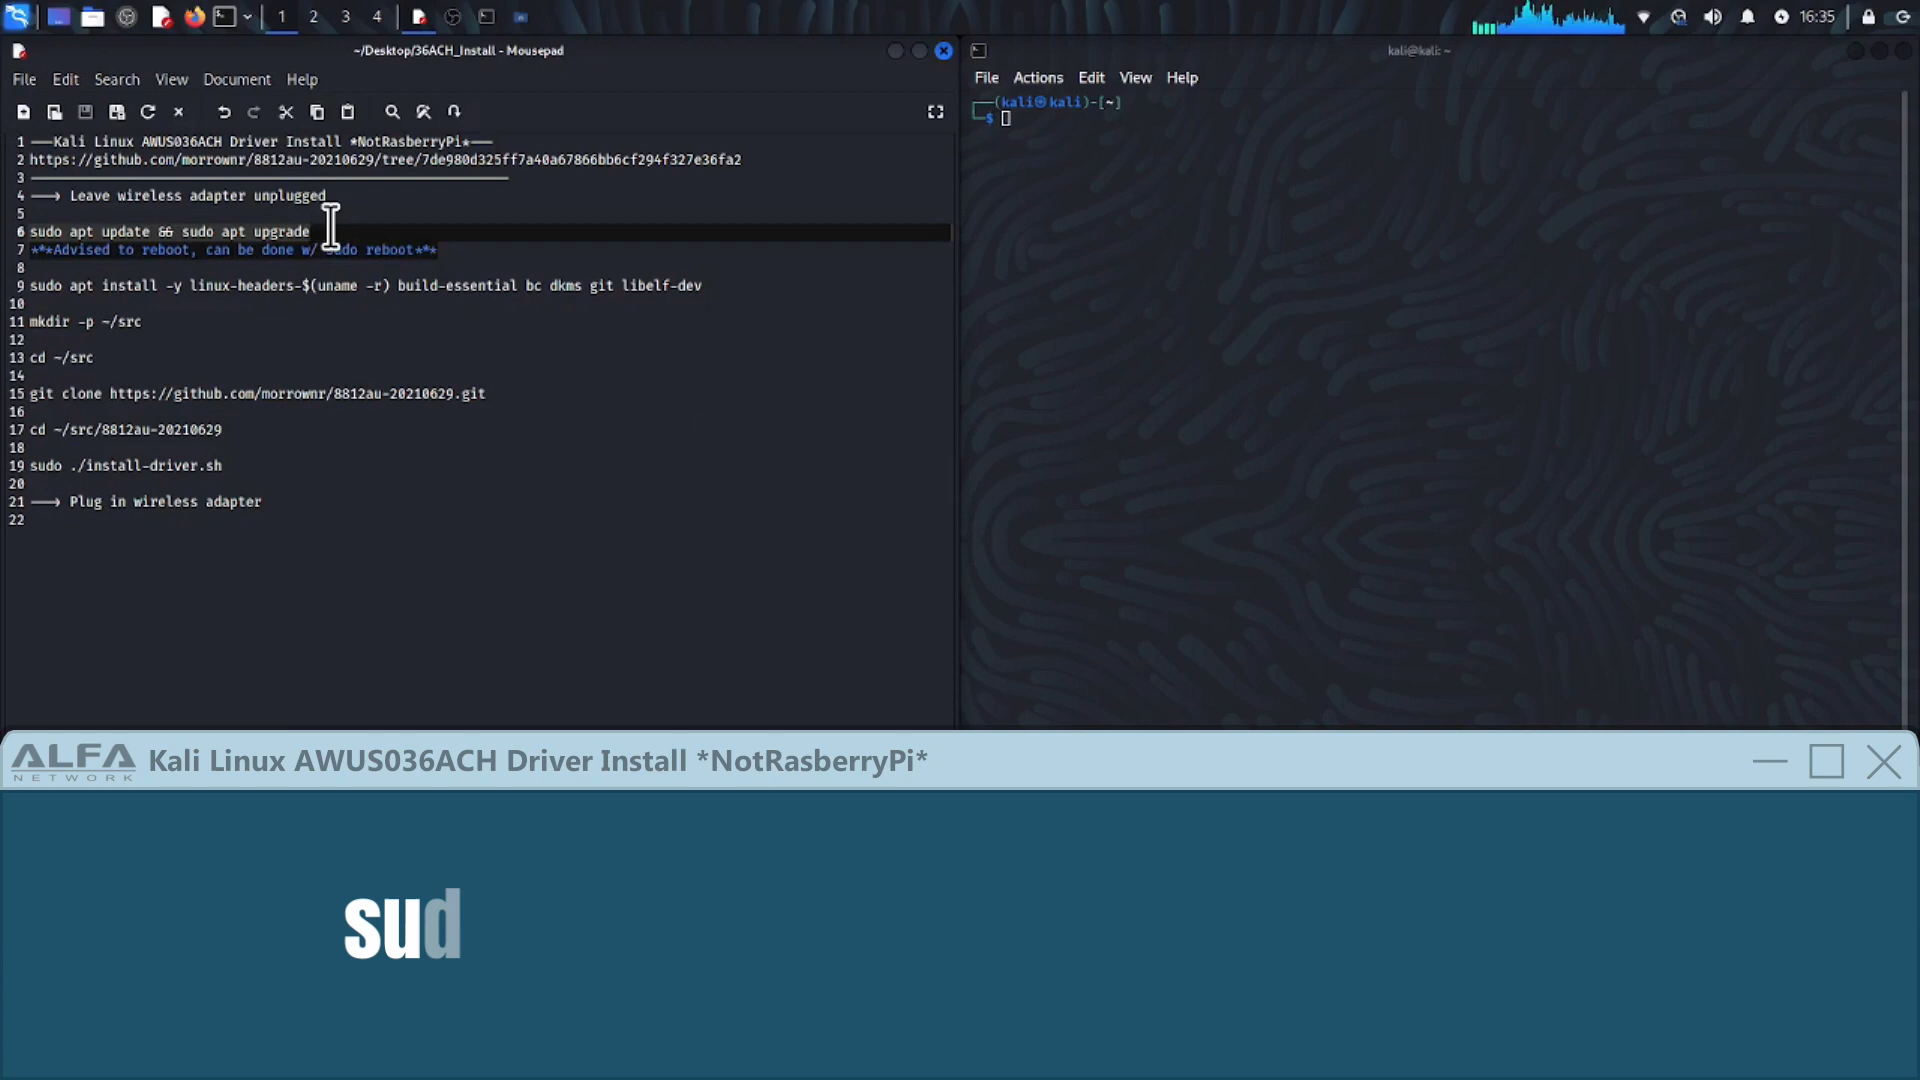 1 2 3 4
16:35
~/Desktop/36ACH_Install - Mousepad
File Edit Search View Document Help
1 ——Kali Linux AWUS036ACH Driver Install *NotRasberryPi*——
2 https://github.com/morrownr/8812au-20210629/tree/7de980d325ff7a40a67866bb6cf294f327e36fa2
3
4 ——> Leave wireless adapter unplugged
5
6 sudo apt update && sudo apt upgrade
7 ***Advised to reboot, can be done w/ sudo reboot***
8
9 sudo apt install -y linux-headers-$(uname -r) build-essential bc dkms git libelf-dev
10
11 mkdir -p ~/src
12
13 cd ~/src
14
15 git clone https://github.com/morrownr/8812au-20210629.git
16
17 cd ~/src/8812au-20210629
18
19 sudo ./install-driver.sh
20
21 ——> Plug in wireless adapter
22
kali@kali: ~
File Actions Edit View Help
(kali㉿kali)-[~]
$
ALFA NETWORK Kali Linux AWUS036ACH Driver Install *NotRasberryPi*
sud